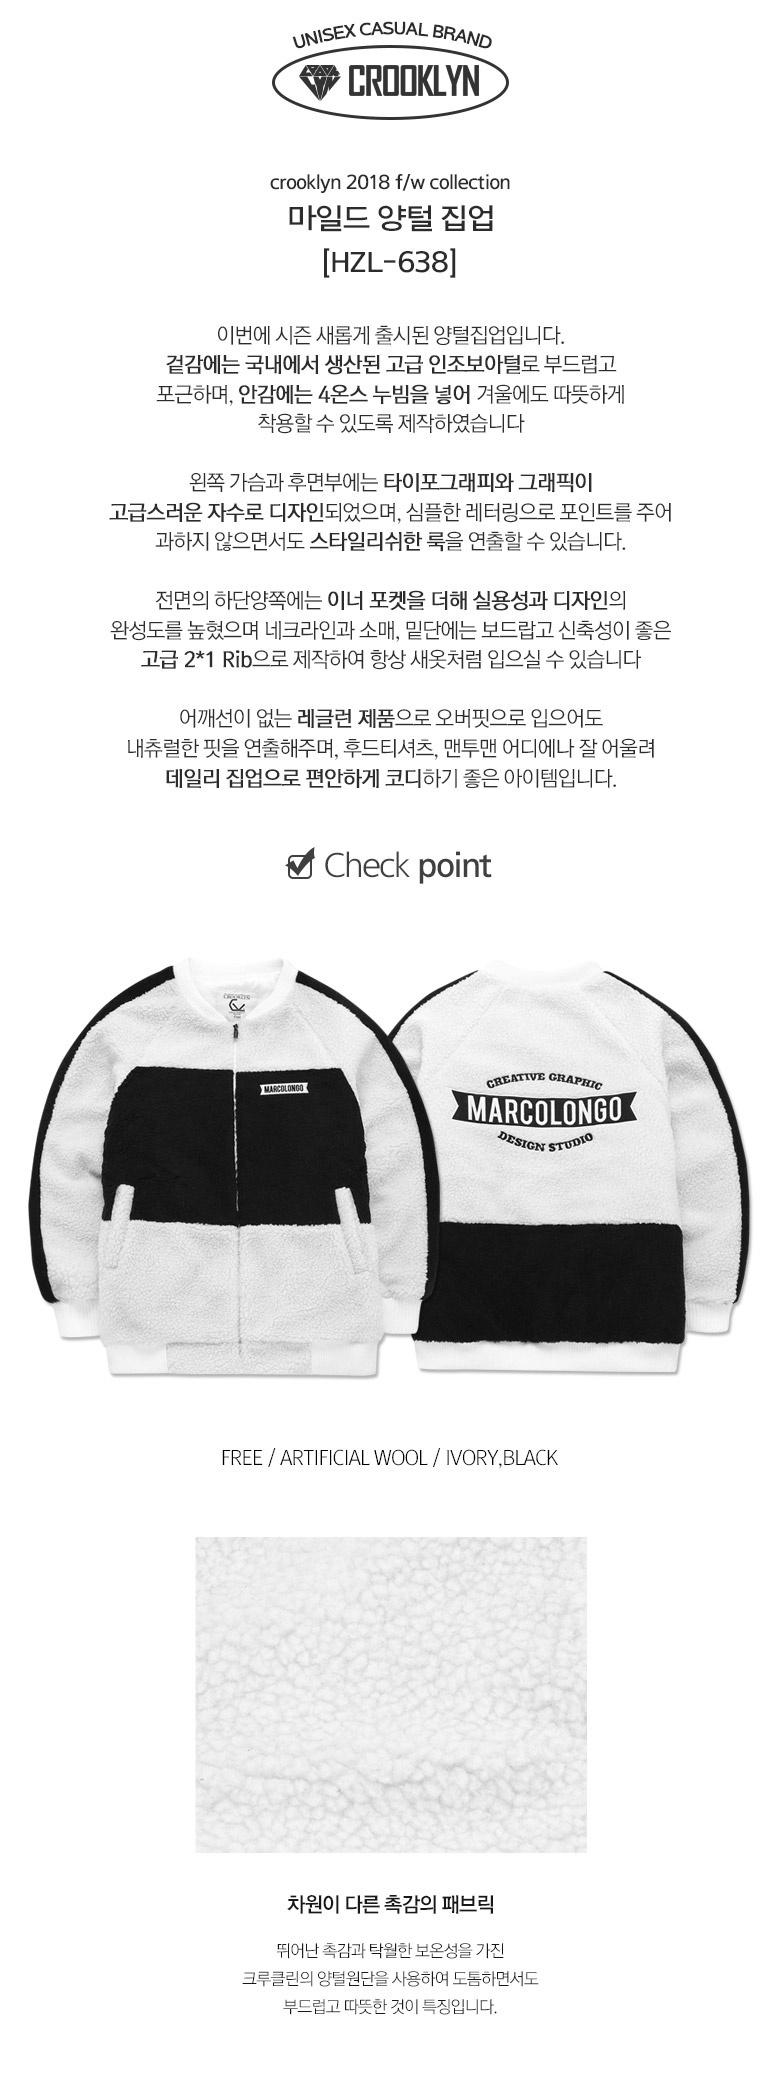 UNISEX CASUAL BRAND
CROOKLYN
crooklyn 2018 f/w collection
마일드 양털 집업
[HZL-638]
이번에 시즌 새롭게 출시된 양털집업입니다.
겉감에는 국내에서 생산된 고급 인조보아털로 부드럽고
포근하며, 안감에는 4온스 누빔을 넣어 겨울에도 따뜻하게
착용할 수 있도록 제작하였습니다
왼쪽 가슴과 후면부에는 타이포그래피와 그래픽이
고급스러운 자수로 디자인되었으며, 심플한 레터링으로 포인트를 주어
과하지 않으면서도 스타일리쉬한 룩을 연출할 수 있습니다.
전면의 하단양쪽에는 이너 포켓을 더해 실용성과 디자인의
완성도를 높혔으며 네크라인과 소매, 밑단에는 보드랍고 신축성이 좋은
고급 2*1 Rib으로 제작하여 항상 새옷처럼 입으실 수 있습니다
어깨선이 없는 레글런 제품으로 오버핏으로 입으어도
내츄럴한 핏을 연출해주며, 후드티셔츠, 맨투맨 어디에나 잘 어울려
데일리 집업으로 편안하게 코디하기 좋은 아이템입니다.
Check point
CROOKLYN
MARCOLONGO
CREATIVE GRAPHIC
MARCOLONGO
DESIGN STUDIO
FREE / ARTIFICIAL WOOL / IVORY,BLACK
차원이 다른 촉감의 패브릭
뛰어난 촉감과 탁월한 보온성을 가진
크루클린의 양털원단을 사용하여 도톰하면서도
부드럽고 따뜻한 것이 특징입니다.